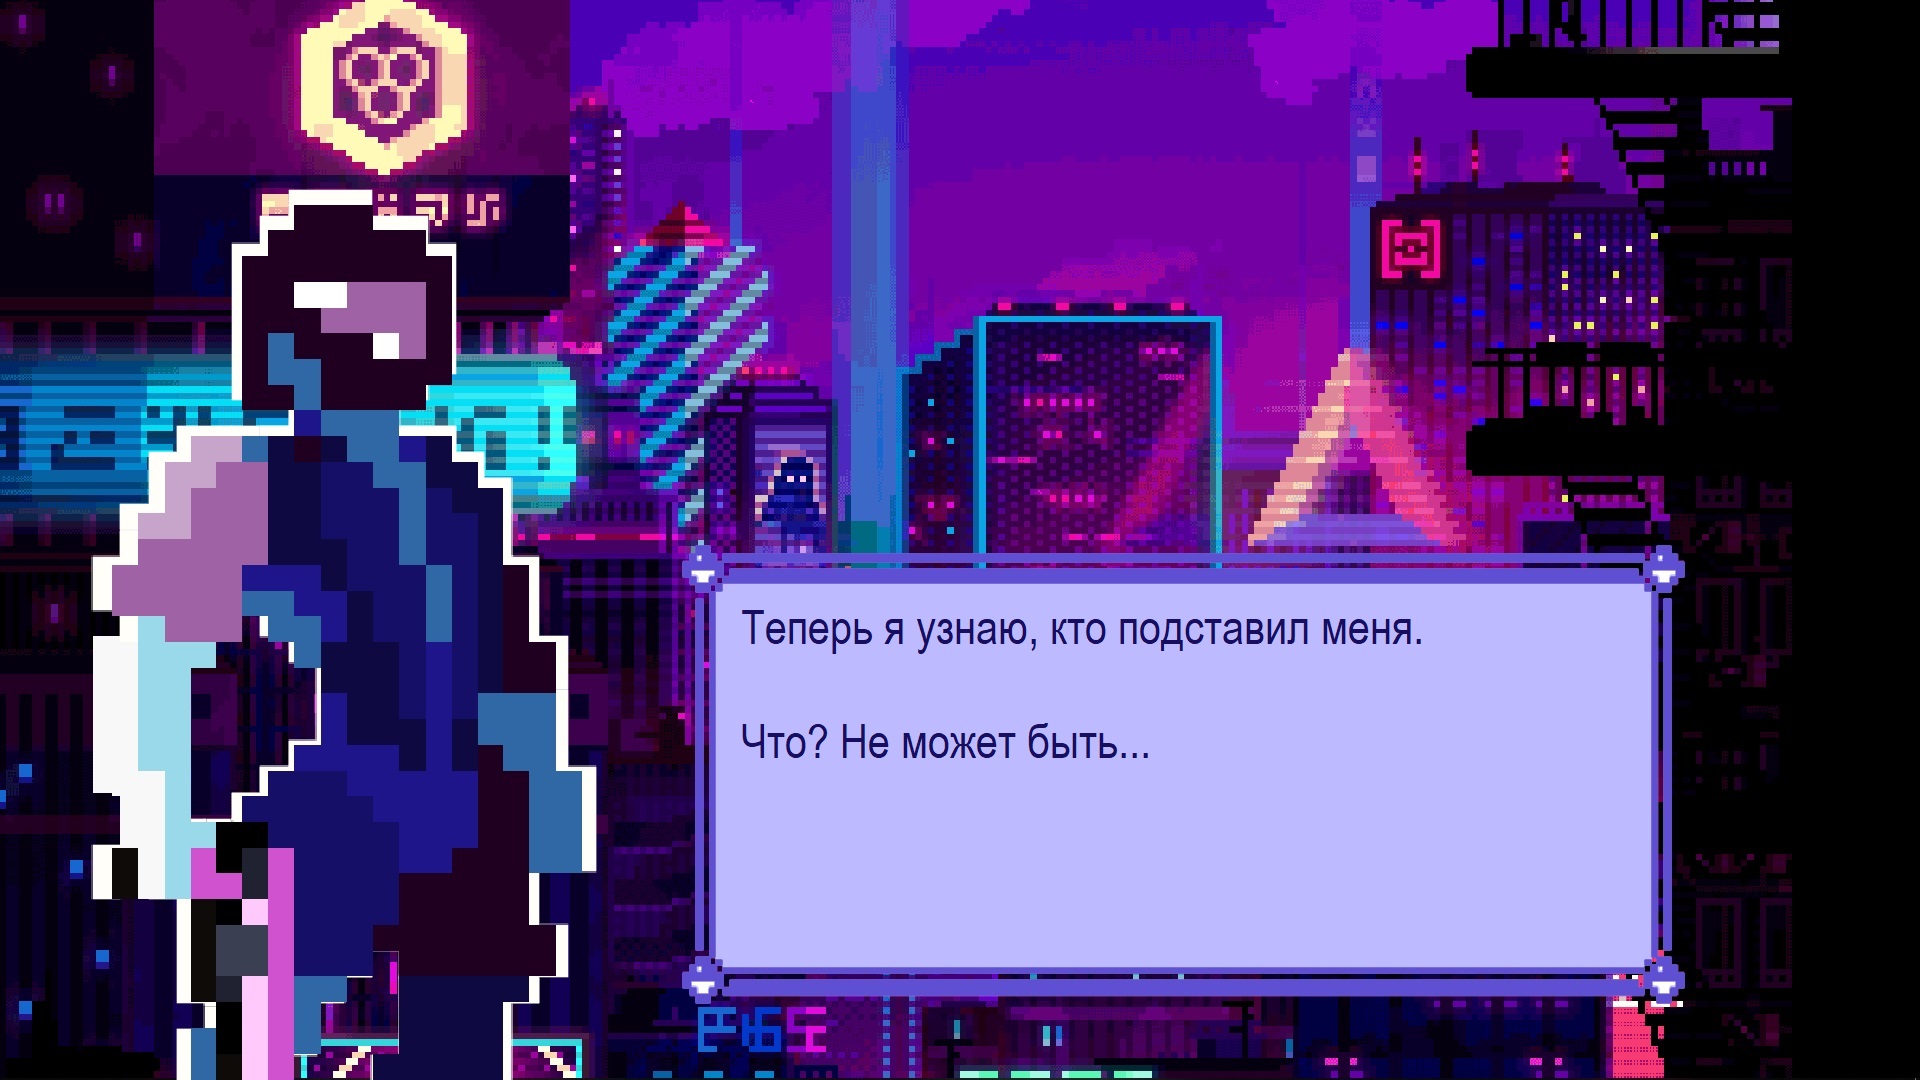 Теперь я узнаю, кто подставил меня.
Что? Не может быть...